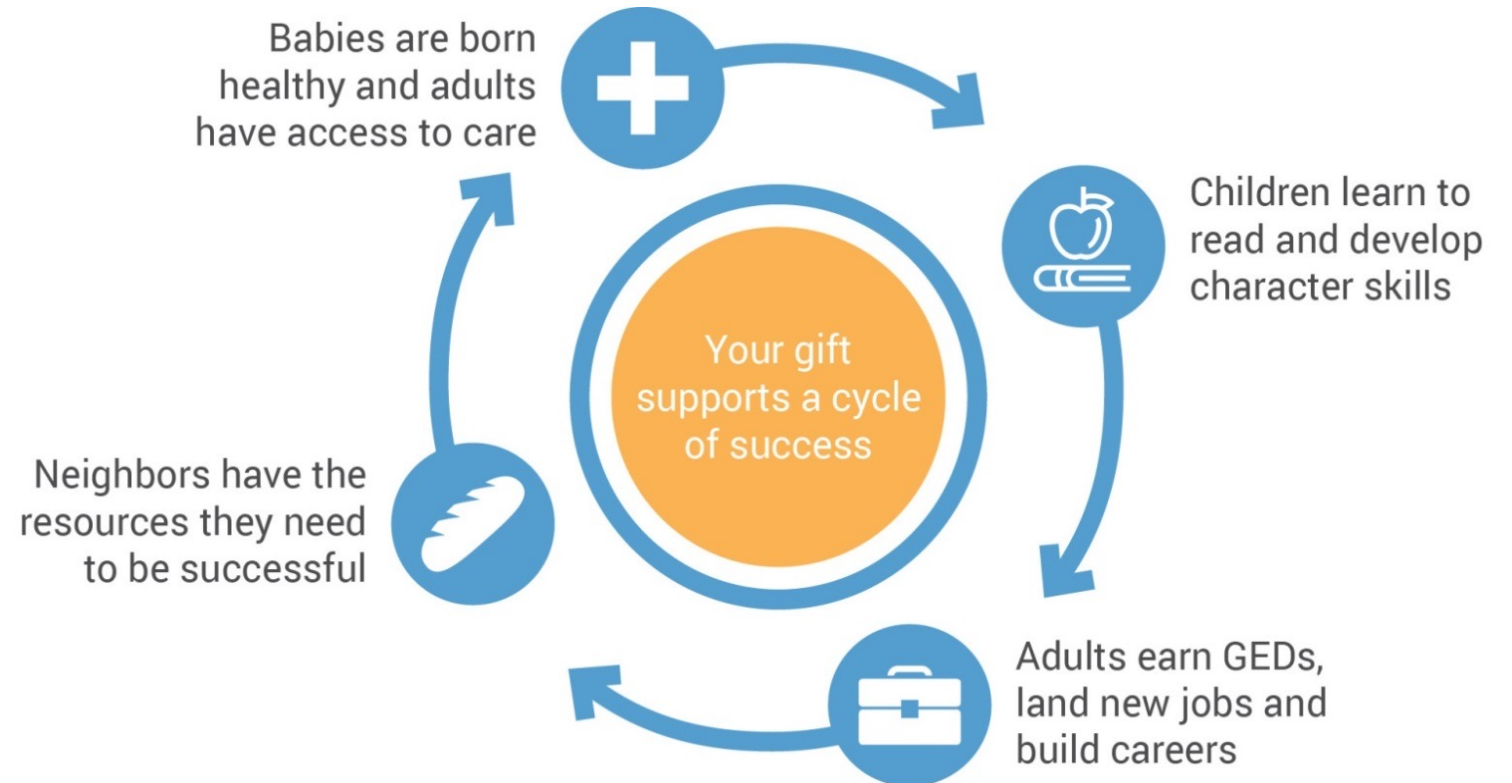 Babies are born
healthy and adults
have access to care
Children learn to
read and develop
character skills
Your gift
supports a cycle
of success
Neighbors have the
resources they need
to be successful
Adults earn GEDs,
land new jobs and
build careers